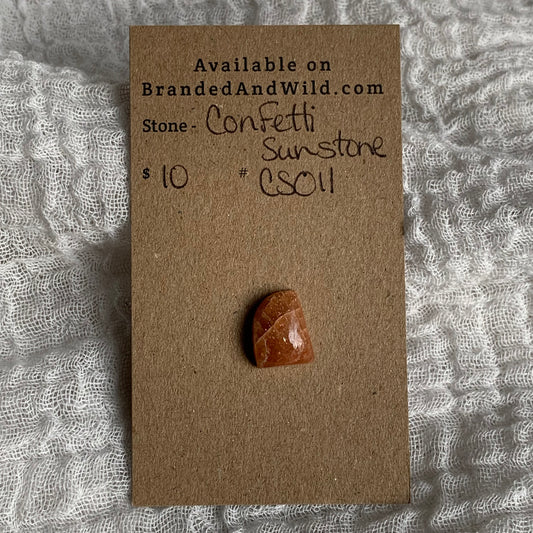 Available on
BrandedAndWild.com
Stone - Confetti
Sunstone
$ 10 # CS011